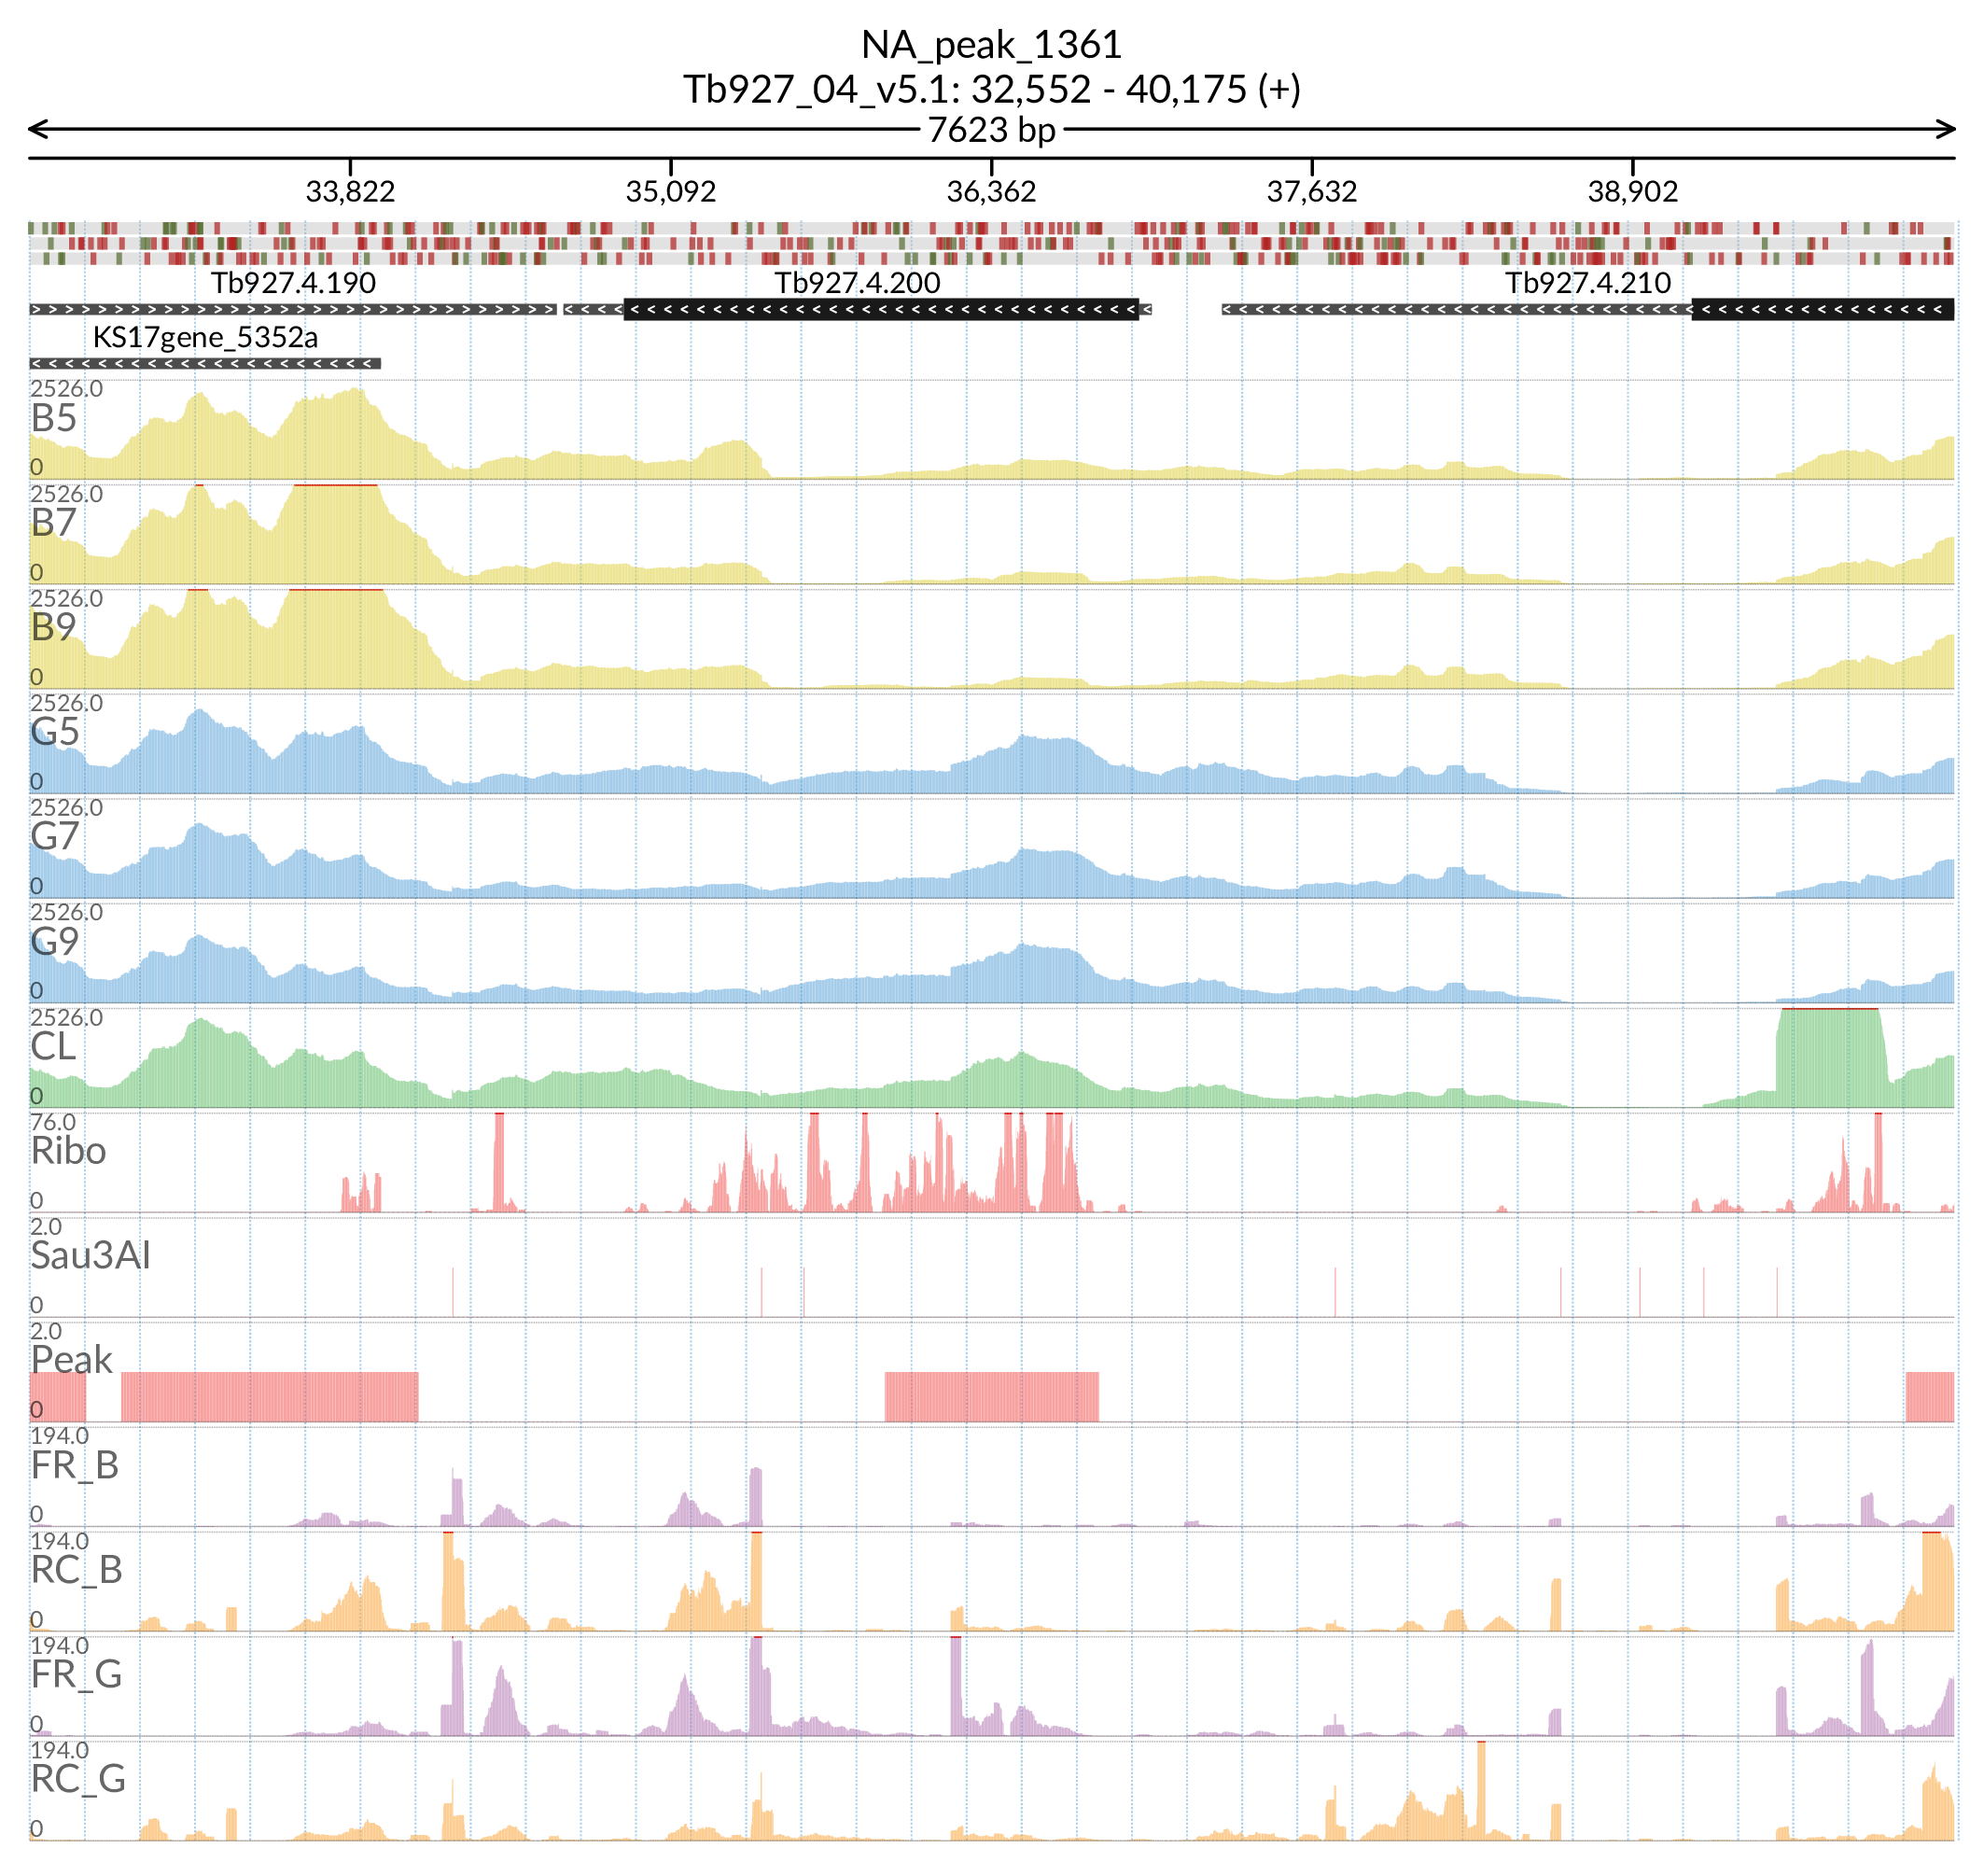 NA_peak_1361
Tb927_04_v5.1: 32,552 - 40,175 (+)
7623 bp
33,822 35,092 36,362 37,632 38,902
Tb927.4.190 Tb927.4.200 Tb927.4.210
KS17gene_5352a
2526.0
B5
0
2526.0
B7
0
2526.0
B9
0
2526.0
G5
0
2526.0
G7
0
2526.0
G9
0
2526.0
CL
0
76.0
Ribo
0
2.0
Sau3AI
0
2.0
Peak
0
194.0
FR_B
0
194.0
RC_B
0
194.0
FR_G
0
194.0
RC_G
0